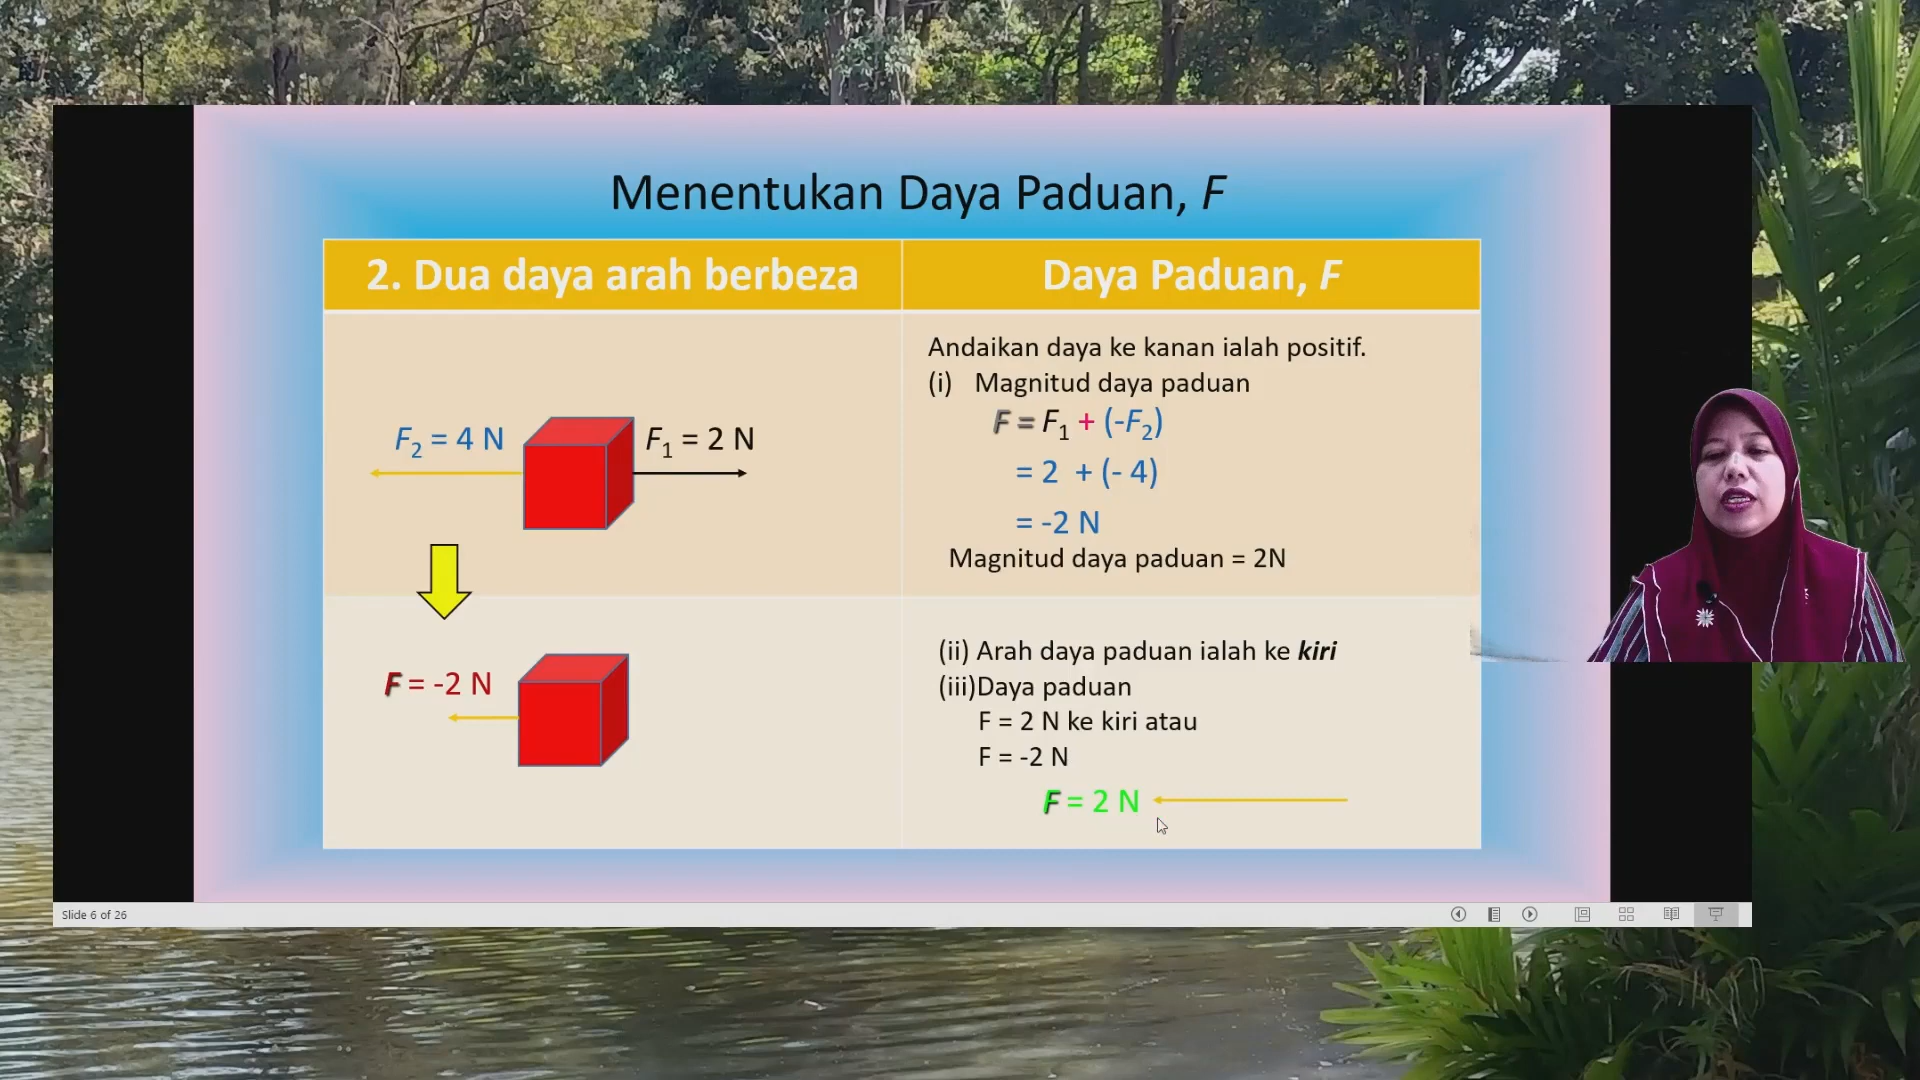 Menentukan Daya Paduan, F
2. Dua daya arah berbeza
Daya Paduan, F
F₂ = 4 N
F₁ = 2 N
Andaikan daya ke kanan ialah positif.
(i) Magnitud daya paduan
F = F₁ + (-F₂)
= 2 + (- 4)
= -2 N
Magnitud daya paduan = 2N
F = -2 N
(ii) Arah daya paduan ialah ke kiri
(iii)Daya paduan
F = 2 N ke kiri atau
F = -2 N
F = 2 N
Slide 6 of 26